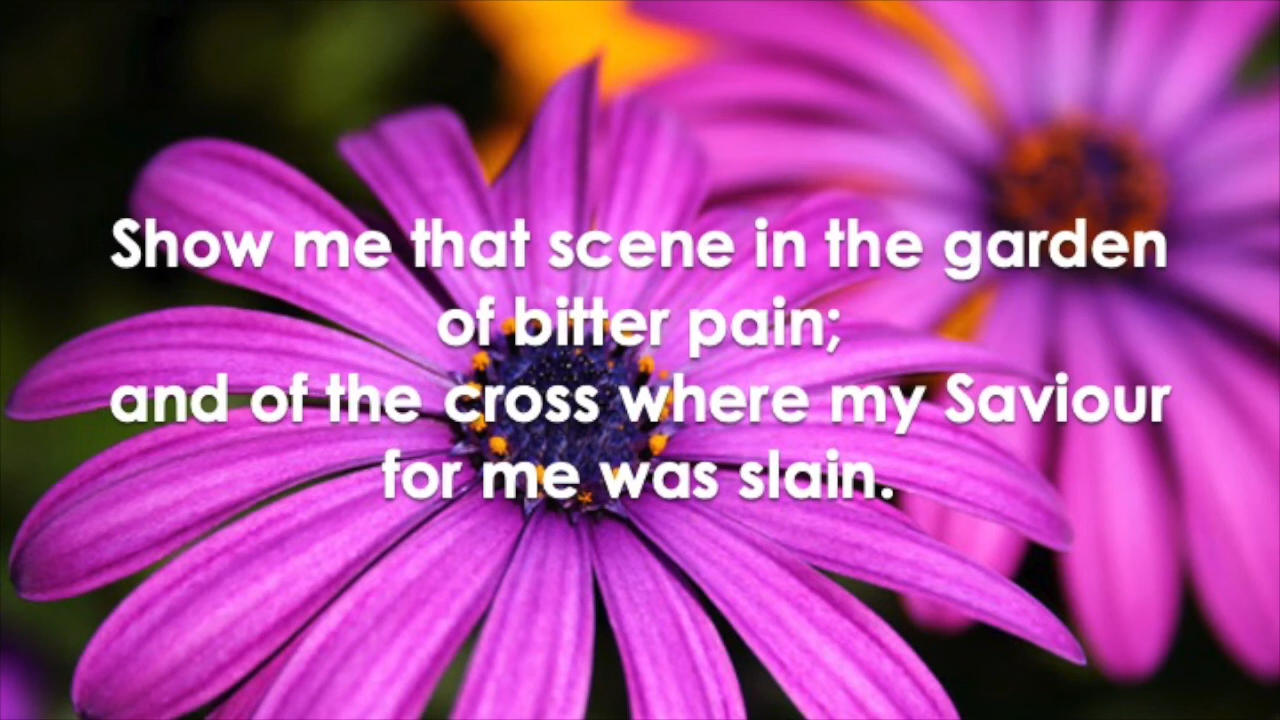 Show me that scene in the garden
of bitter pain;
and of the cross where my Saviour
for me was slain.